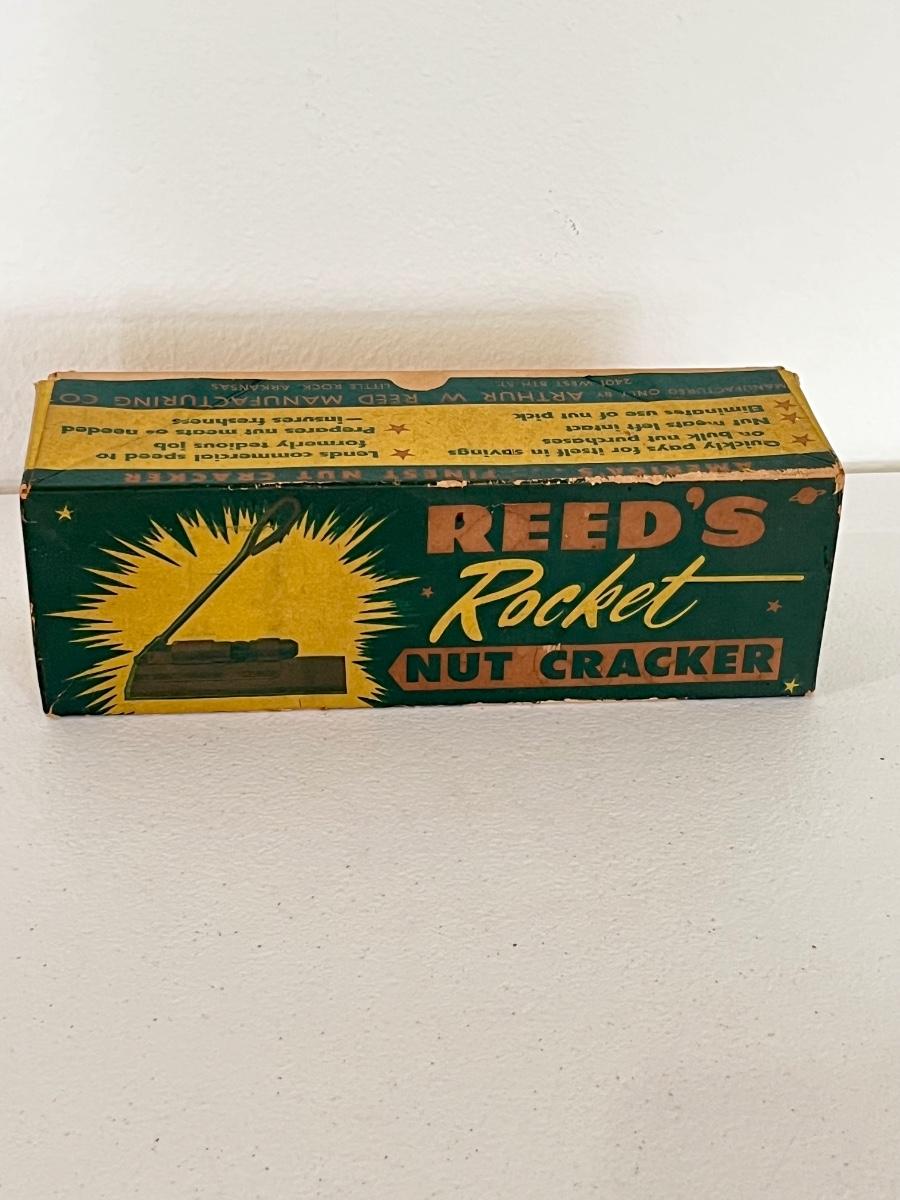 REED'S
Rocket
NUT CRACKER
AMERICA'S FINEST NUT CRACKER
Quickly pays for itself in savings
on bulk nut purchases
Nut meats left intact
Eliminates use of nut pick
Lends commercial speed to
formerly tedious job
Prepares nut meats as needed
—insures freshness
MANUFACTURED ONLY BY ARTHUR W REED MANUFACTURING CO
2401 WEST 8TH ST. LITTLE ROCK, ARKANSAS